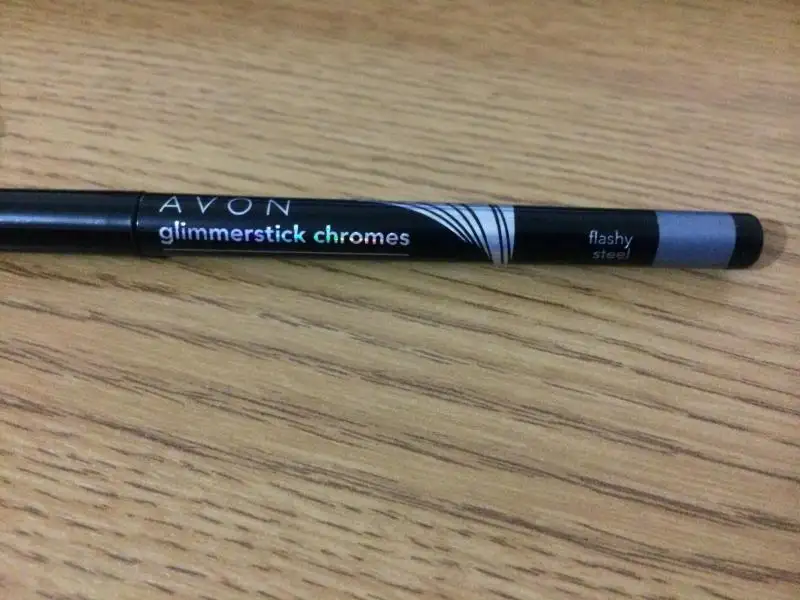 AVON
glimmerstick chromes
flashy
steel